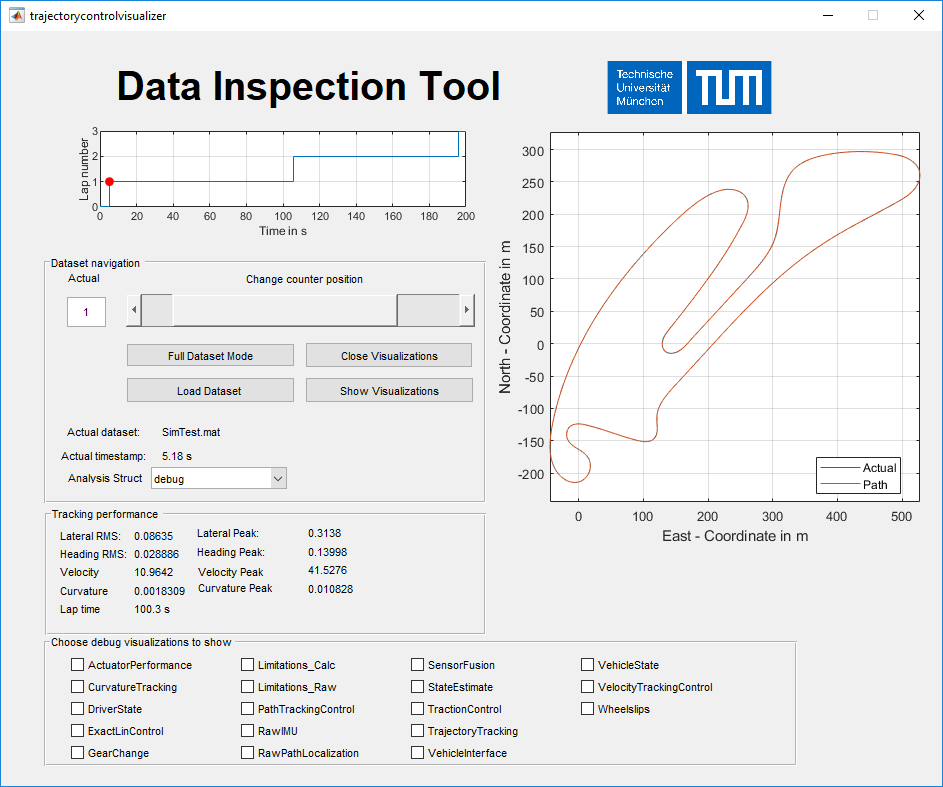 trajectorycontrolvisualizer
Data Inspection Tool
Technische
Universität
München
TUM
Lap number
3
2
1
0
0 20 40 60 80 100 120 140 160 180 200
Time in s
Dataset navigation
Actual
Change counter position
1
Full Dataset Mode
Close Visualizations
Load Dataset
Show Visualizations
Actual dataset: SimTest.mat
Actual timestamp: 5.18 s
Analysis Struct debug
North - Coordinate in m
300
250
200
150
100
50
0
-50
-100
-150
-200
0 100 200 300 400 500
East - Coordinate in m
Actual
Path
Tracking performance
Lateral RMS: 0.08635 Lateral Peak: 0.3138
Heading RMS: 0.028886 Heading Peak: 0.13998
Velocity 10.9642 Velocity Peak 41.5276
Curvature 0.0018309 Curvature Peak 0.010828
Lap time 100.3 s
Choose debug visualizations to show
ActuatorPerformance Limitations_Calc SensorFusion VehicleState
CurvatureTracking Limitations_Raw StateEstimate VelocityTrackingControl
DriverState PathTrackingControl TractionControl Wheelslips
ExactLinControl RawIMU TrajectoryTracking
GearChange RawPathLocalization VehicleInterface